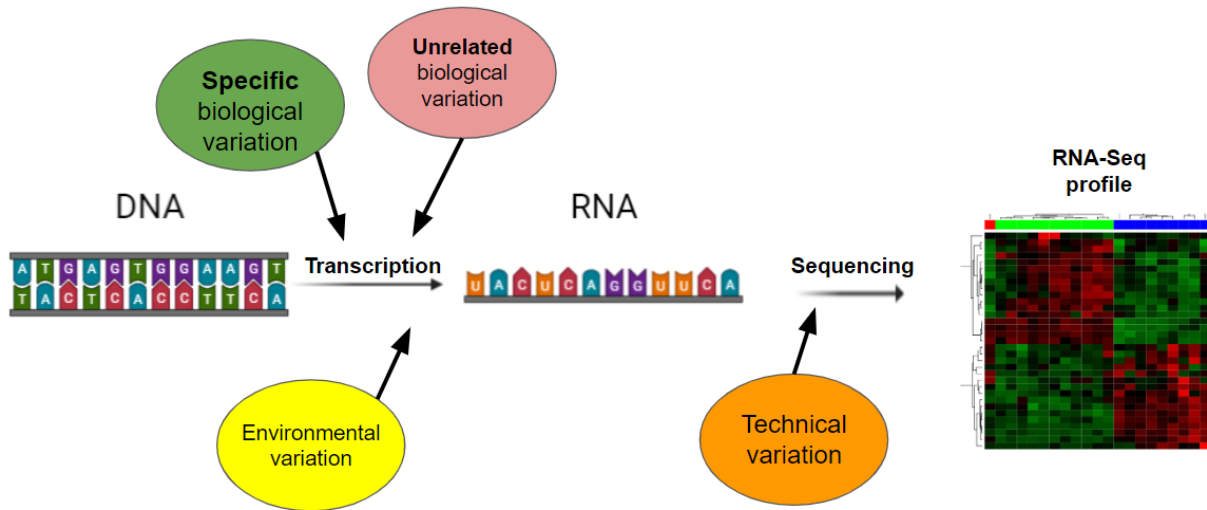 Specific
biological
variation
Unrelated
biological
variation
DNA
RNA
RNA-Seq
profile
A T G A G T G G A A G T
T A C T C A C C T T C A
Transcription
U A C U C A G G U U C A
Sequencing
Environmental
variation
Technical
variation